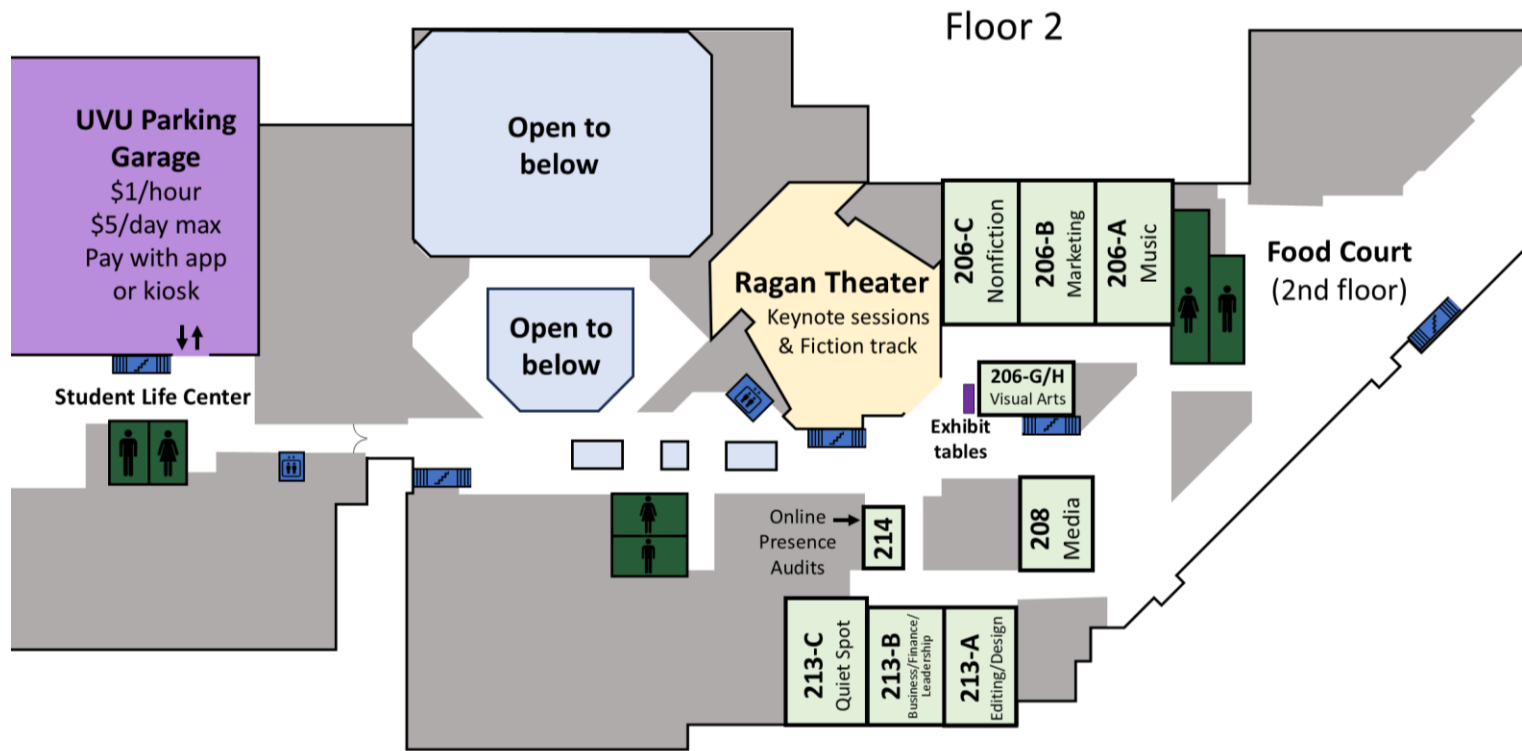 Floor 2
UVU Parking
Garage
$1/hour
$5/day max
Pay with app
or kiosk
Student Life Center
Open to
below
Open to
below
Ragan Theater
Keynote sessions
& Fiction track
206-C
Nonfiction
206-B
Marketing
206-A
Music
Food Court
(2nd floor)
206-G/H
Visual Arts
Exhibit
tables
Online
Presence
Audits
214
208
Media
213-C
Quiet Spot
213-B
Business/Finance/
Leadership
213-A
Editing/Design